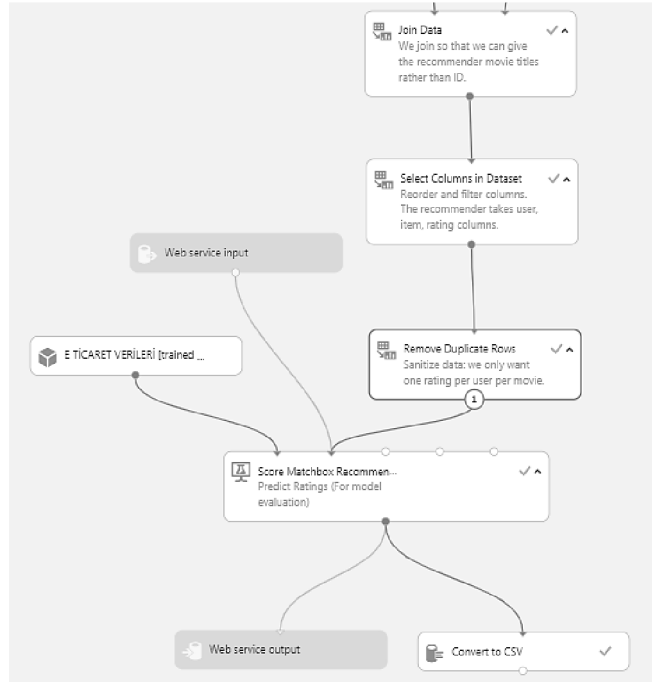 Join Data
We join so that we can give
the recommender movie titles
rather than ID.
Select Columns in Dataset
Reorder and filter columns.
The recommender takes user,
item, rating columns.
Web service input
E TİCARET VERİLERİ [trained ...
Remove Duplicate Rows
Sanitize data: we only want
one rating per user per movie.
1
Score Matchbox Recommen...
Predict Ratings (For model
evaluation)
Web service output
Convert to CSV